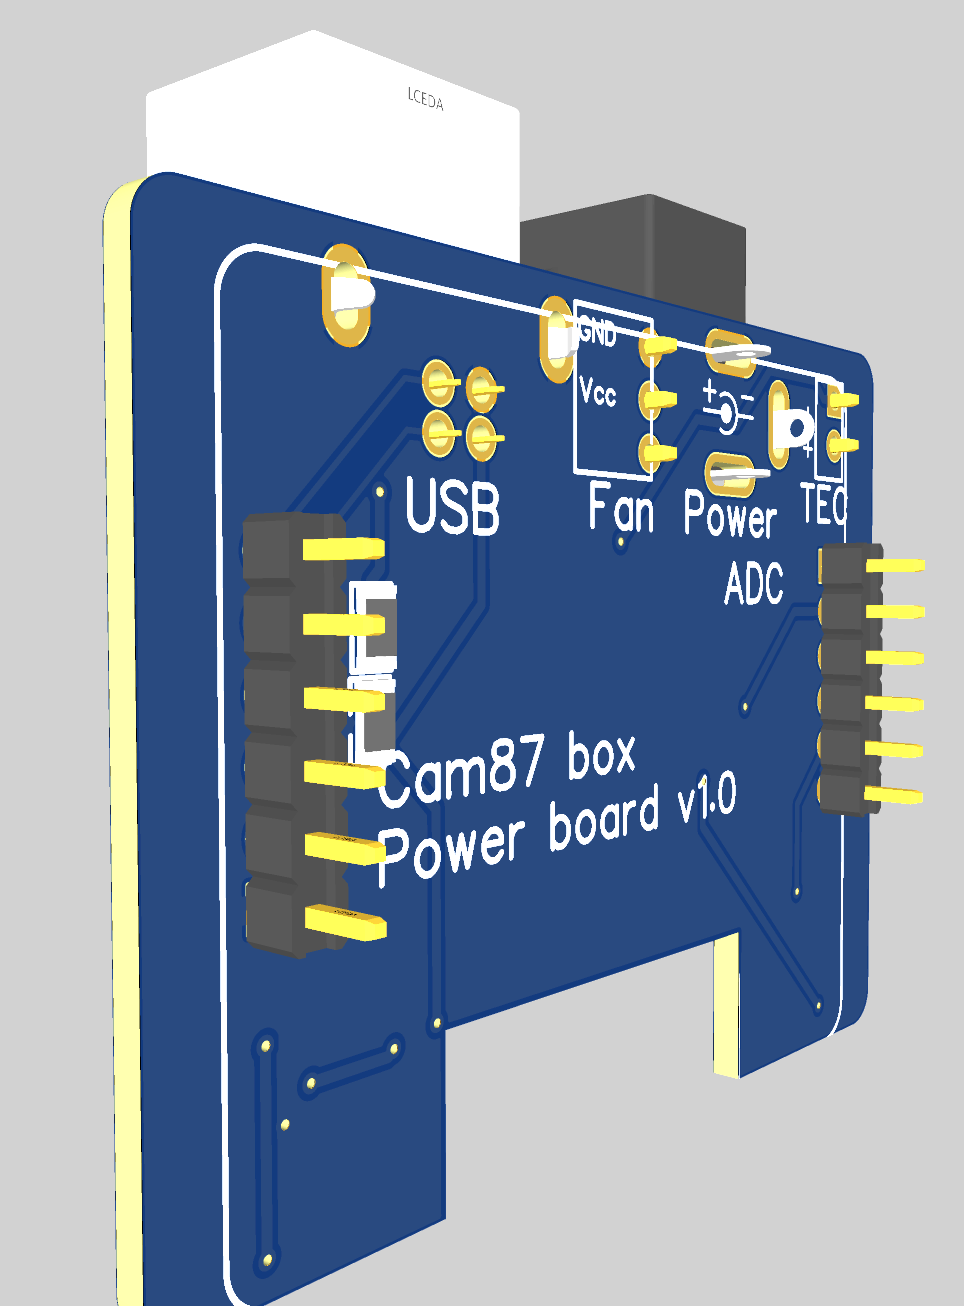 LCEDA
GND
Vcc
+ -
+
USB
Fan
Power
TEC
ADC
Cam87 box
Power board v1.0